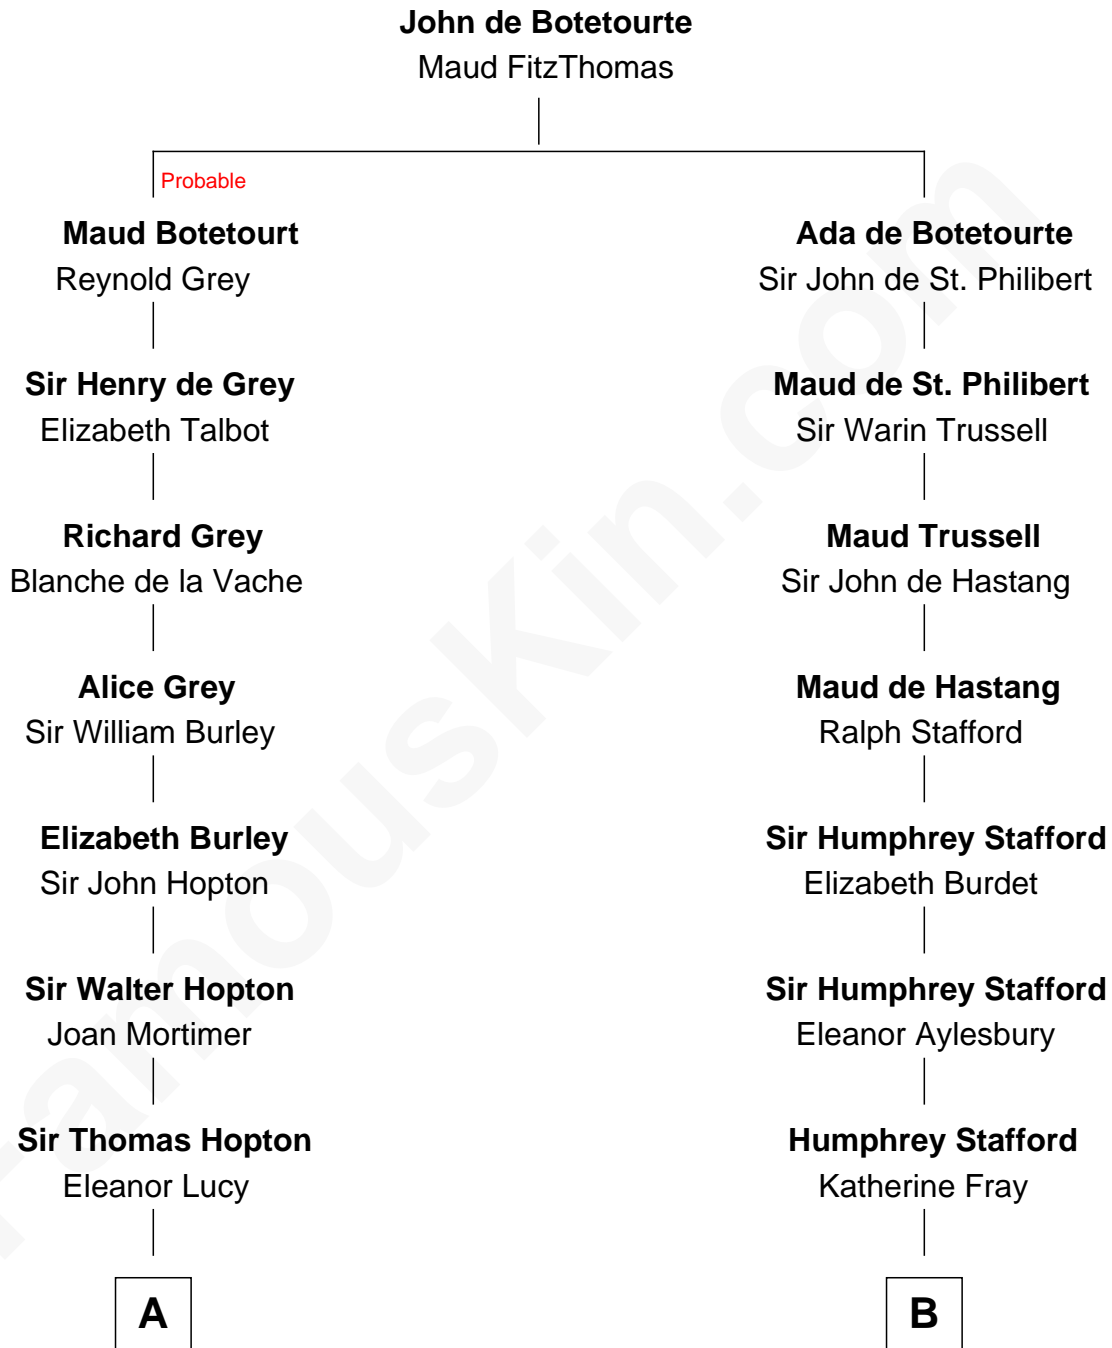 John de Botetourte
Maud FitzThomas
Probable
Maud Botetourt
Reynold Grey
Ada de Botetourte
Sir John de St. Philibert
Sir Henry de Grey
Elizabeth Talbot
Maud de St. Philibert
Sir Warin Trussell
Richard Grey
Blanche de la Vache
Maud Trussell
Sir John de Hastang
Alice Grey
Sir William Burley
Maud de Hastang
Ralph Stafford
Elizabeth Burley
Sir John Hopton
Sir Humphrey Stafford
Elizabeth Burdet
Sir Walter Hopton
Joan Mortimer
Sir Humphrey Stafford
Eleanor Aylesbury
Sir Thomas Hopton
Eleanor Lucy
Humphrey Stafford
Katherine Fray
A
B
FamousKin.com